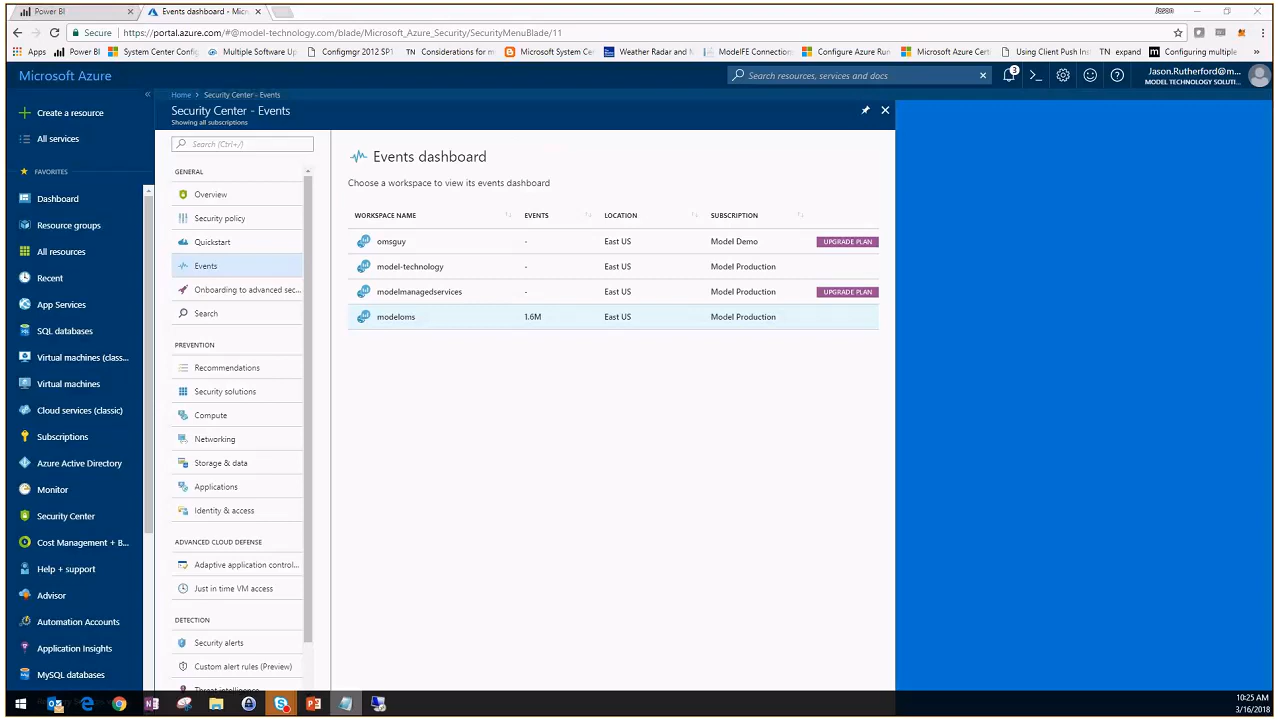 Power BI
Events dashboard - Micr
Jason
Secure
https://portal.azure.com/#@model-technology.com/blade/Microsoft_Azure_Security/SecurityMenuBlade/11
Apps
Power BI
System Center Config
Multiple Software Up
Configmgr 2012 SP1
TN Considerations for m
Microsoft System Cen
Weather Radar and M
ModelFE Connection
Configure Azure Run
Microsoft Azure Certi
Using Client Push Inst
TN expand
Configuring multiple
Microsoft Azure
Search resources, services and docs
3
Jason.Rutherford@m...
MODEL TECHNOLOGY SOLUTI...
Create a resource
All services
FAVORITES
Dashboard
Resource groups
All resources
Recent
App Services
SQL databases
Virtual machines (class...
Virtual machines
Cloud services (classic)
Subscriptions
Azure Active Directory
Monitor
Security Center
Cost Management + B...
Help + support
Advisor
Automation Accounts
Application Insights
MySQL databases
Home > Security Center - Events
Security Center - Events
Showing all subscriptions
Search (Ctrl+/)
GENERAL
Overview
Security policy
Quickstart
Events
Onboarding to advanced sec...
Search
PREVENTION
Recommendations
Security solutions
Compute
Networking
Storage & data
Applications
Identity & access
ADVANCED CLOUD DEFENSE
Adaptive application control...
Just in time VM access
DETECTION
Security alerts
Custom alert rules (Preview)
Threat intelligence
Events dashboard
Choose a workspace to view its events dashboard
WORKSPACE NAME EVENTS LOCATION SUBSCRIPTION
omsguy - East US Model Demo UPGRADE PLAN
model-technology - East US Model Production
modelmanagedservices - East US Model Production UPGRADE PLAN
modeloms 1.6M East US Model Production
10:25 AM
3/16/2018